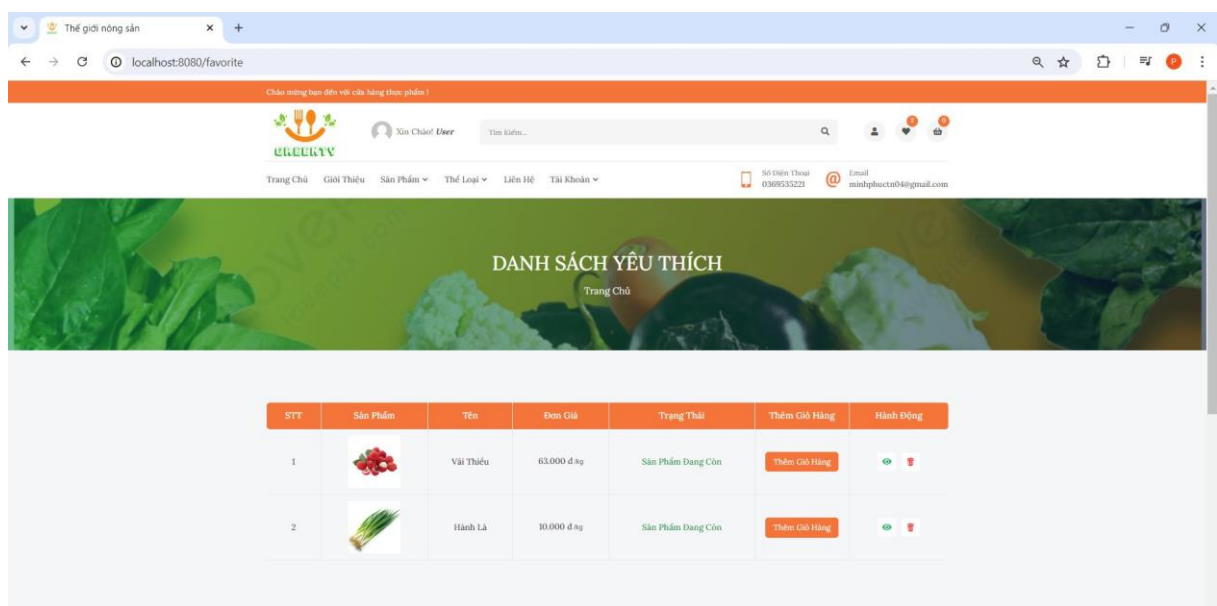 Thế giới nông sản
localhost:8080/favorite
P
Chào mừng bạn đến với cửa hàng thực phẩm !
GREENTY
Xin Chào! User
Tìm kiếm...
2
0
Trang Chủ Giới Thiệu Sản Phẩm Thể Loại Liên Hệ Tài Khoản
Số Điện Thoại
0369535221
Email
minhphuctn04@gmail.com
DANH SÁCH YÊU THÍCH
Trang Chủ
STT Sản Phẩm Tên Đơn Giá Trạng Thái Thêm Giỏ Hàng Hành Động
1 Vải Thiều 63.000 đ/kg Sản Phẩm Đang Còn Thêm Giỏ Hàng
2 Hành Lá 10.000 đ/kg Sản Phẩm Đang Còn Thêm Giỏ Hàng